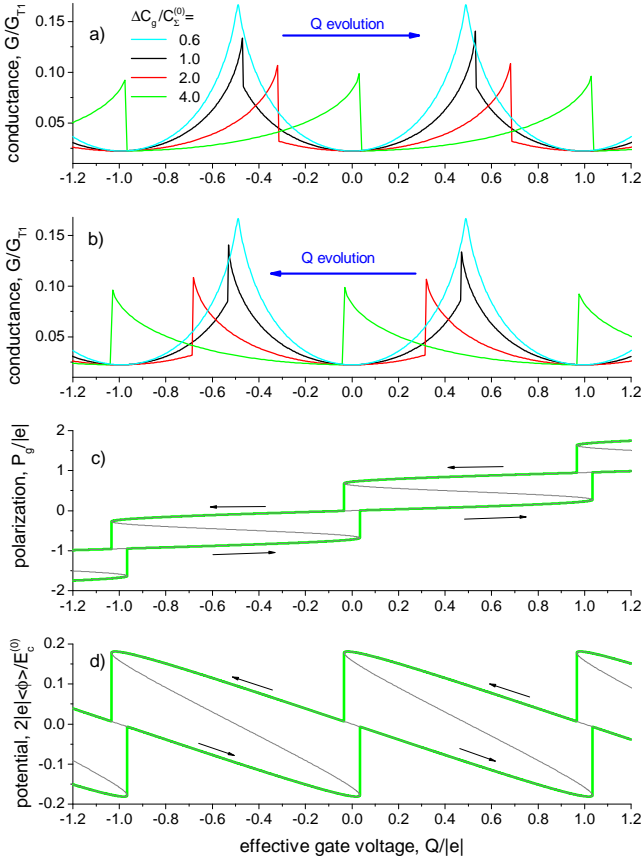 a)
ΔC_g/C_Σ^(0)=
0.6
1.0
2.0
4.0
Q evolution
conductance, G/G_T1
0.15
0.10
0.05
-1.2 -1.0 -0.8 -0.6 -0.4 -0.2 0.0 0.2 0.4 0.6 0.8 1.0 1.2
b)
Q evolution
conductance, G/G_T1
0.15
0.10
0.05
-1.2 -1.0 -0.8 -0.6 -0.4 -0.2 0.0 0.2 0.4 0.6 0.8 1.0 1.2
c)
polarization, P_g/|e|
2
1
0
-1
-2
-1.2 -1.0 -0.8 -0.6 -0.4 -0.2 0.0 0.2 0.4 0.6 0.8 1.0 1.2
d)
potential, 2|e|<ϕ>/E_c^(0)
0.2
0.1
0.0
-0.1
-0.2
-1.2 -1.0 -0.8 -0.6 -0.4 -0.2 0.0 0.2 0.4 0.6 0.8 1.0 1.2
effective gate voltage, Q/|e|